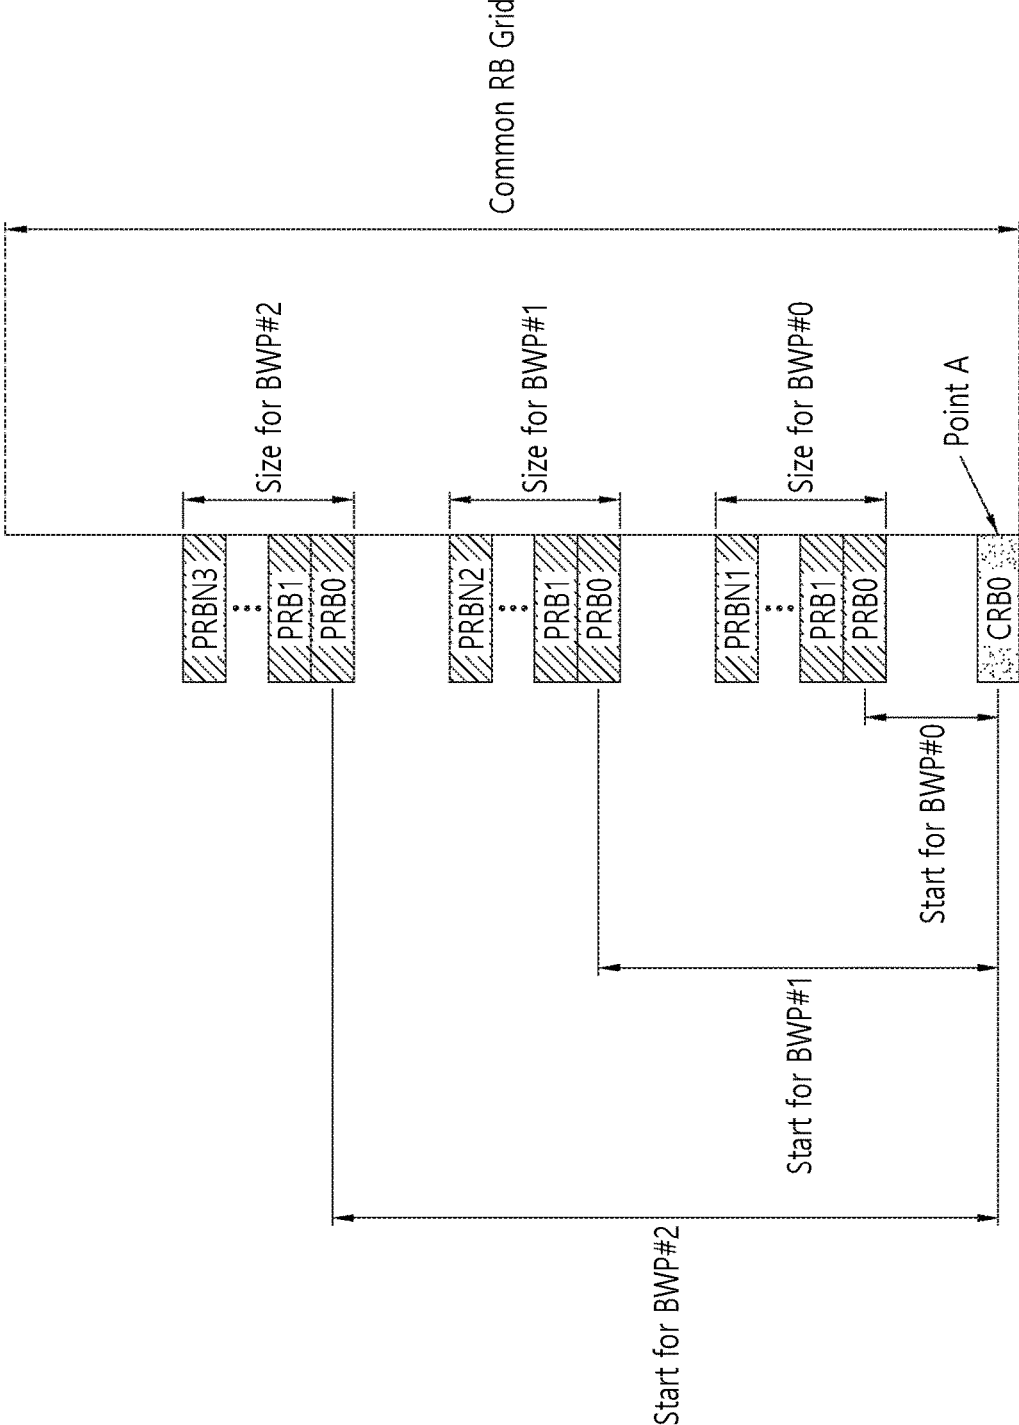 Common RB Grid
Size for BWP#2
Size for BWP#1
Size for BWP#0
Point A
PRBN3
PRB1
PRB0
PRBN2
PRB1
PRB0
PRBN1
PRB1
PRB0
CRB0
Start for BWP#0
Start for BWP#1
Start for BWP#2